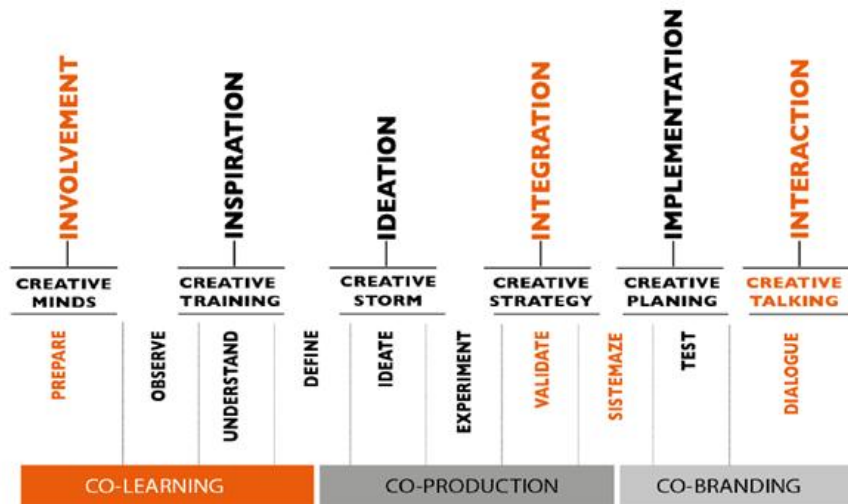 INVOLVEMENT
INSPIRATION
IDEATION
INTEGRATION
IMPLEMENTATION
INTERACTION
CREATIVE
MINDS
CREATIVE
TRAINING
CREATIVE
STORM
CREATIVE
STRATEGY
CREATIVE
PLANING
CREATIVE
TALKING
PREPARE
OBSERVE
UNDERSTAND
DEFINE
IDEATE
EXPERIMENT
VALIDATE
SISTEMAZE
TEST
DIALOGUE
CO-LEARNING
CO-PRODUCTION
CO-BRANDING